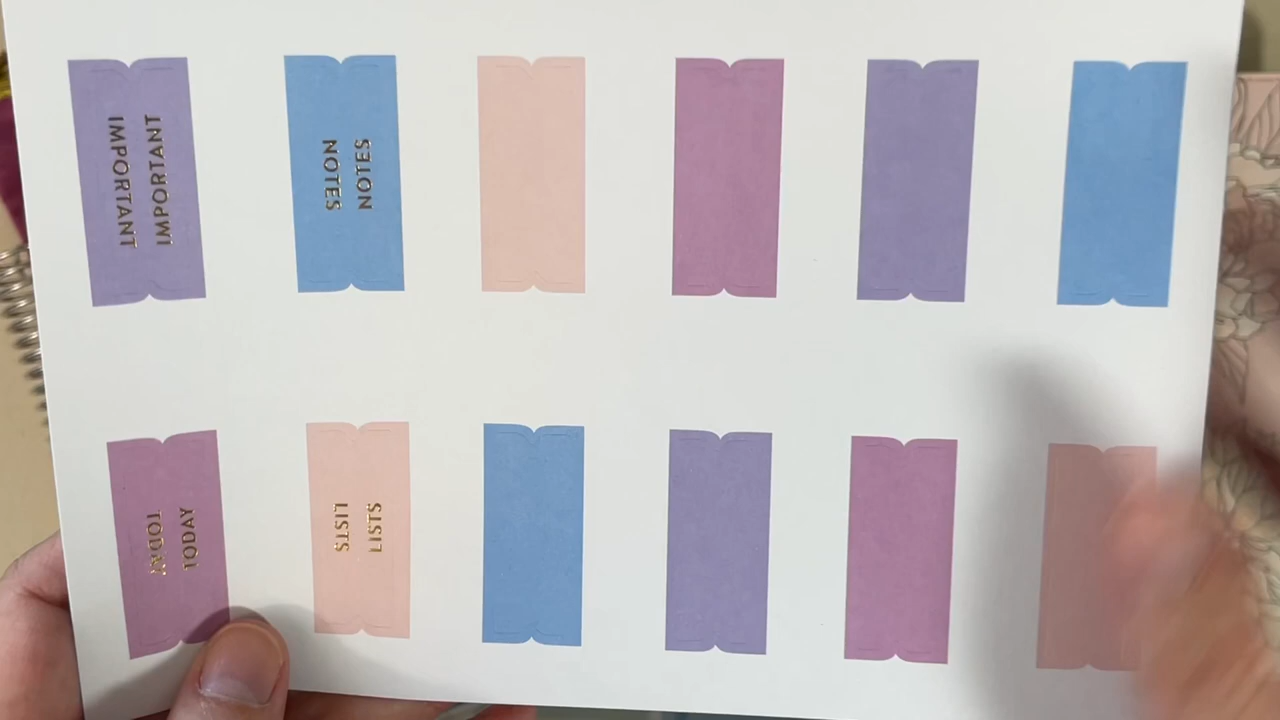 IMPORTANT
IMPORTANT
NOTES
NOTES
TODAY
TODAY
LISTS
LISTS